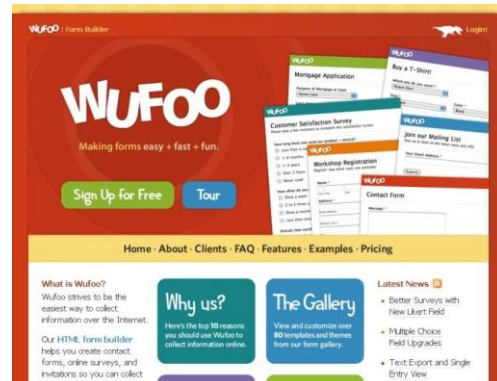 WUFOO : Form Builder
Login!
WUFOO
Making forms easy + fast + fun.
Sign Up for Free
Tour
WUFOO
Mortgage Application
WUFOO
Buy a T-Shirt!
WUFOO
Customer Satisfaction Survey
WUFOO
Workshop Registration
WUFOO
Join our Mailing List
WUFOO
Contact Form
Home · About · Clients · FAQ · Features · Examples · Pricing
What is Wufoo?
Wufoo strives to be the
easiest way to collect
information over the Internet.
Our HTML form builder
helps you create contact
forms, online surveys, and
invitations so you can collect
Why us?
Here's the top 10 reasons
you should use Wufoo to
collect information online.
The Gallery
View and customize over
80 templates and themes
from our form gallery.
Latest News
Better Surveys with
New Likert Field
Multiple Choice
Field Upgrades
Text Export and Single
Entry View